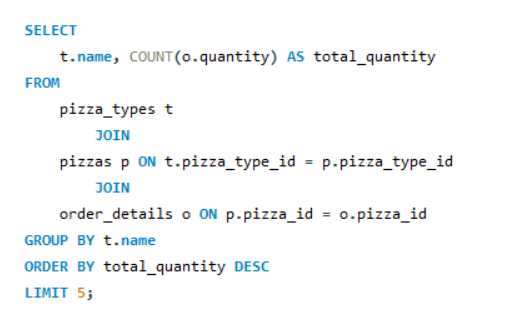 SELECT
t.name, COUNT(o.quantity) AS total_quantity
FROM
pizza_types t
JOIN
pizzas p ON t.pizza_type_id = p.pizza_type_id
JOIN
order_details o ON p.pizza_id = o.pizza_id
GROUP BY t.name
ORDER BY total_quantity DESC
LIMIT 5;